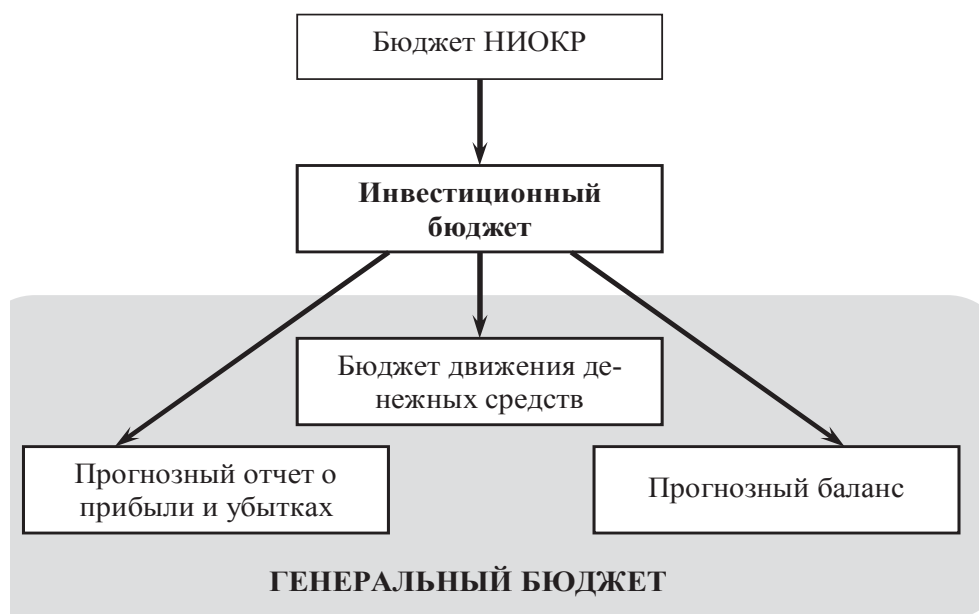 Бюджет НИОКР
Инвестиционный
бюджет
Бюджет движения де-
нежных средств
Прогнозный отчет о
прибыли и убытках
Прогнозный баланс
ГЕНЕРАЛЬНЫЙ БЮДЖЕТ